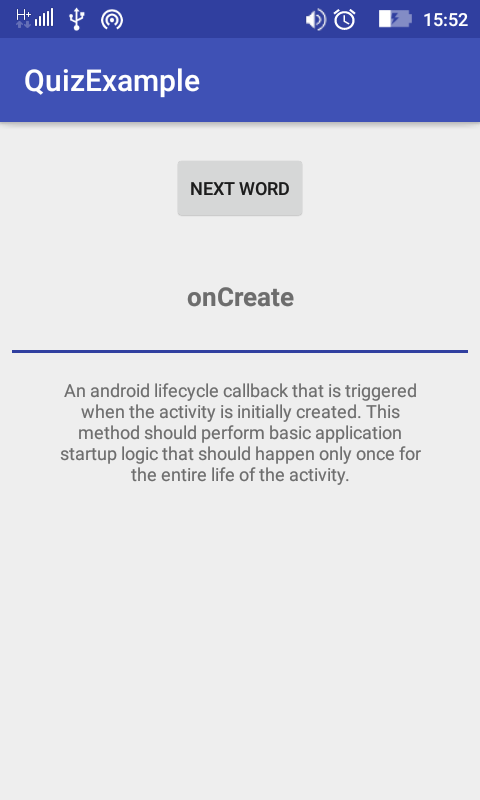 H+ 15:52
QuizExample
NEXT WORD
onCreate
An android lifecycle callback that is triggered
when the activity is initially created. This
method should perform basic application
startup logic that should happen only once for
the entire life of the activity.